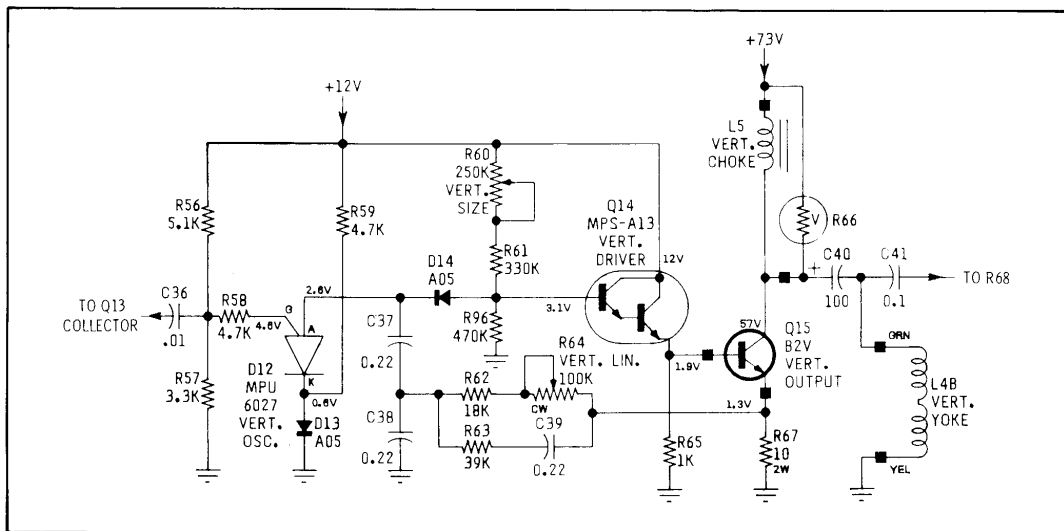 +73V
+12V
L5
VERT.
CHOKE
R60
250K
VERT.
SIZE
Q14
MPS-A13
VERT.
DRIVER
V
R66
R56
5.1K
R59
4.7K
R61
330K
D14
A05
12V
C40
100
C41
0.1
TO R68
2.6V
3.1V
TO Q13
COLLECTOR
C36
.01
R58
4.7K
4.6V
G
A
K
R96
470K
57V
Q15
B2V
VERT.
OUTPUT
GRN
C37
0.22
R64
VERT. LIN.
100K
1.9V
L4B
VERT.
YOKE
R57
3.3K
D12
MPU
6027
VERT.
OSC.
0.6V
D13
A05
C38
0.22
R62
18K
CW
C39
0.22
R63
39K
1.3V
R65
1K
R67
10
2W
YEL